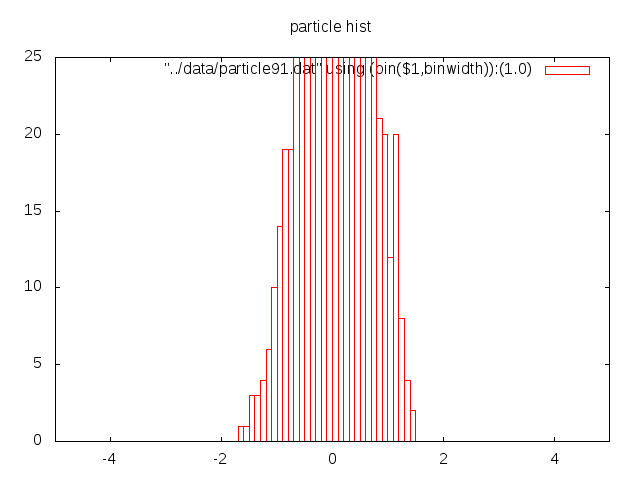 particle hist
25
"../data/particle91.dat" using (bin($1,binwidth)):(1.0)
20
15
10
5
0
-4 -2 0 2 4